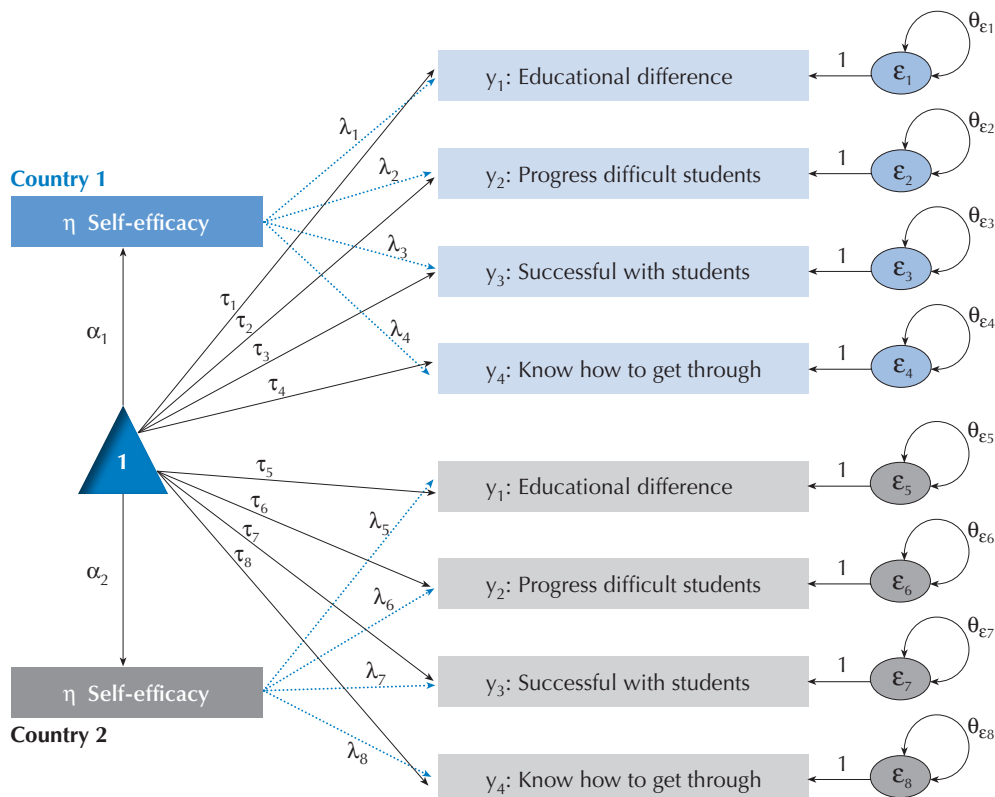 θε1
y1: Educational difference
1
ε1
λ1
θε2
y2: Progress difficult students
1
ε2
λ2
Country 1
η Self-efficacy
θε3
y3: Successful with students
1
ε3
λ3
τ1
τ2
τ3
τ4
α1
λ4
θε4
y4: Know how to get through
1
ε4
1
θε5
y1: Educational difference
1
ε5
τ5
τ6
τ7
τ8
λ5
θε6
y2: Progress difficult students
1
ε6
α2
λ6
θε7
y3: Successful with students
1
ε7
λ7
η Self-efficacy
Country 2
λ8
θε8
y4: Know how to get through
1
ε8